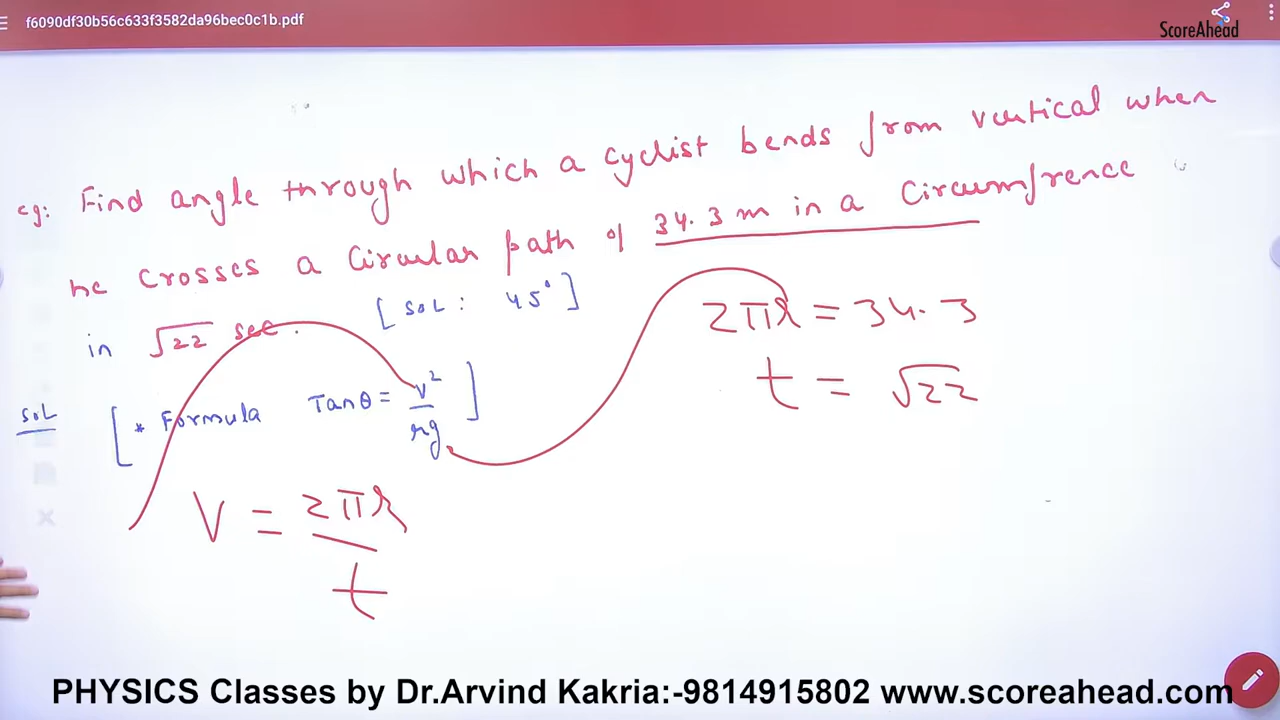 f6090df30b56c633f3582da96bec0c1b.pdf
ScoreAhead
eg: Find angle through which a cyclist bends from vertical when
he crosses a circular path of 34.3 m in a circumfrence
in √22 sec. [Sol: 45°]
2πr = 34.3
t = √22
Sol [* Formula Tanθ = v²/rg]
V = 2πr/t
PHYSICS Classes by Dr.Arvind Kakria:-9814915802 www.scoreahead.com